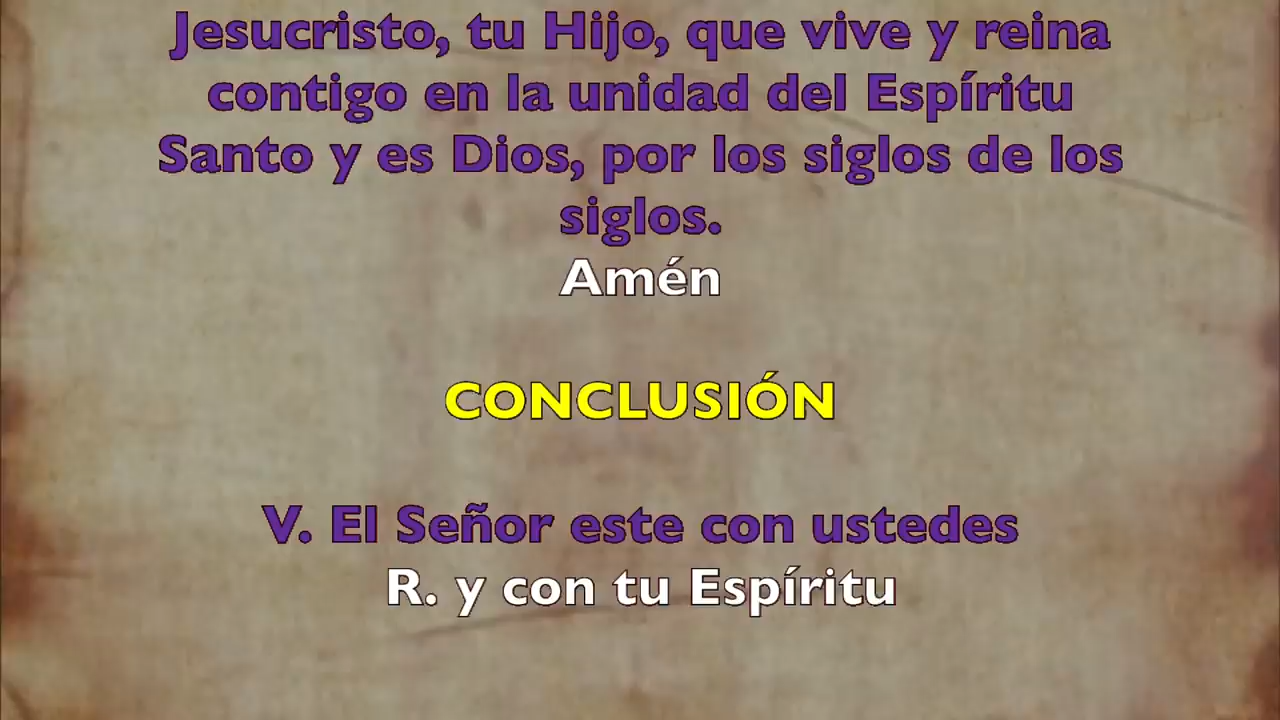 Jesucristo, tu Hijo, que vive y reina
contigo en la unidad del Espíritu
Santo y es Dios, por los siglos de los
siglos.
Amén
CONCLUSIÓN
V. El Señor este con ustedes
R. y con tu Espíritu